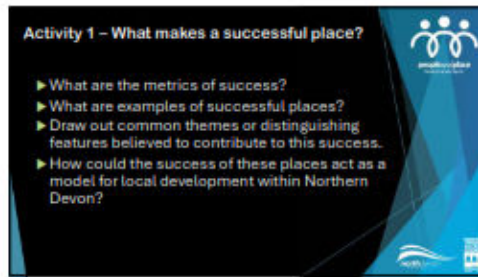 Activity 1 – What makes a successful place?
▶What are the metrics of success?
▶What are examples of successful places?
▶Draw out common themes or distinguishing
features believed to contribute to this success.
▶How could the success of these places act as a
model for local development within Northern
Devon?
peopleandplace